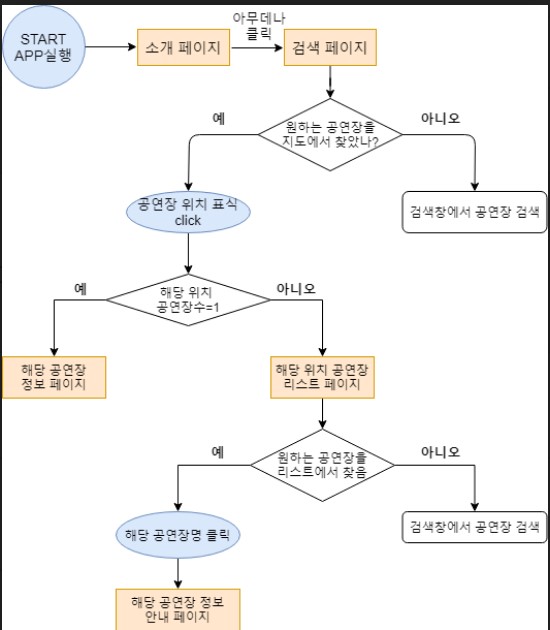 START
APP실행
소개 페이지
아무데나
클릭
검색 페이지
원하는 공연장을
지도에서 찾았나?
예
아니오
공연장 위치 표식
click
검색창에서 공연장 검색
해당 위치
공연장수=1
예
아니오
해당 공연장
정보 페이지
해당 위치 공연장
리스트 페이지
원하는 공연장을
리스트에서 찾음
예
아니오
해당 공연장명 클릭
검색창에서 공연장 검색
해당 공연장 정보
안내 페이지